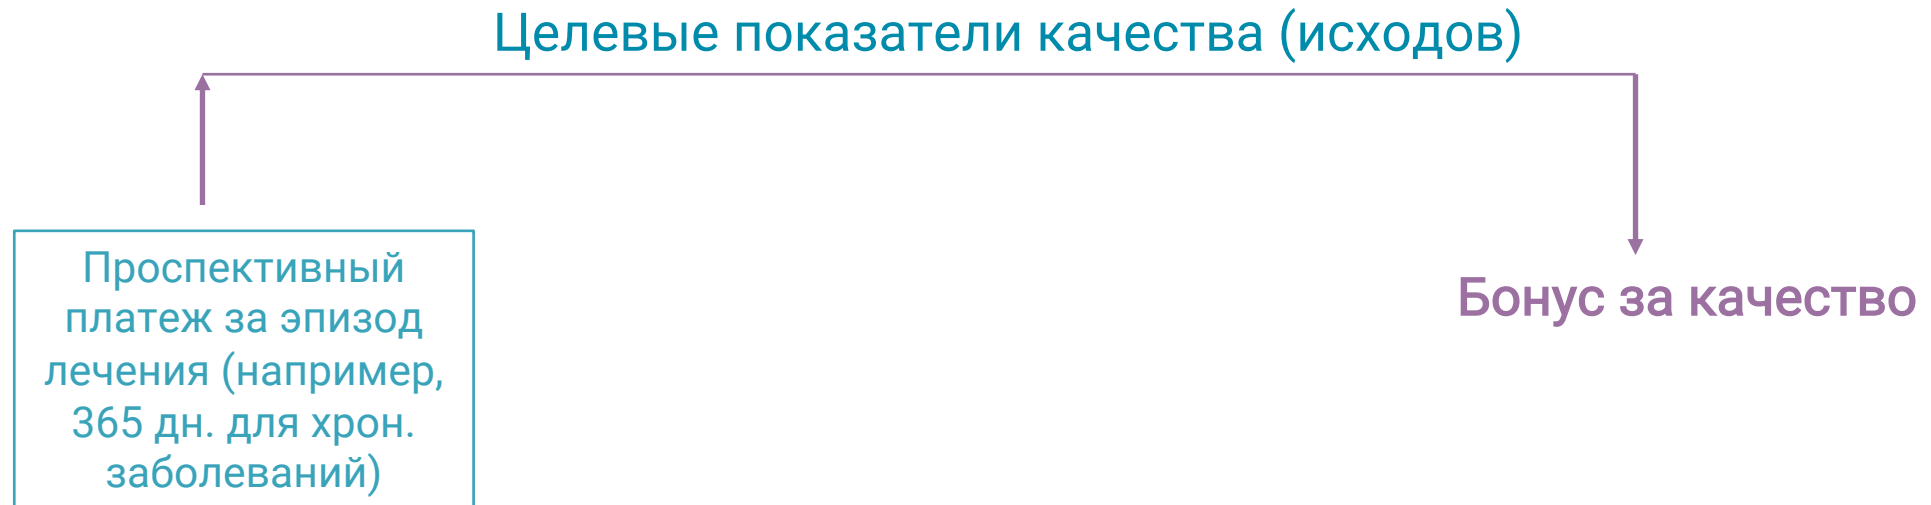 Целевые показатели качества (исходов)
Проспективный
платеж за эпизод
лечения (например,
365 дн. для хрон.
заболеваний)
Бонус за качество